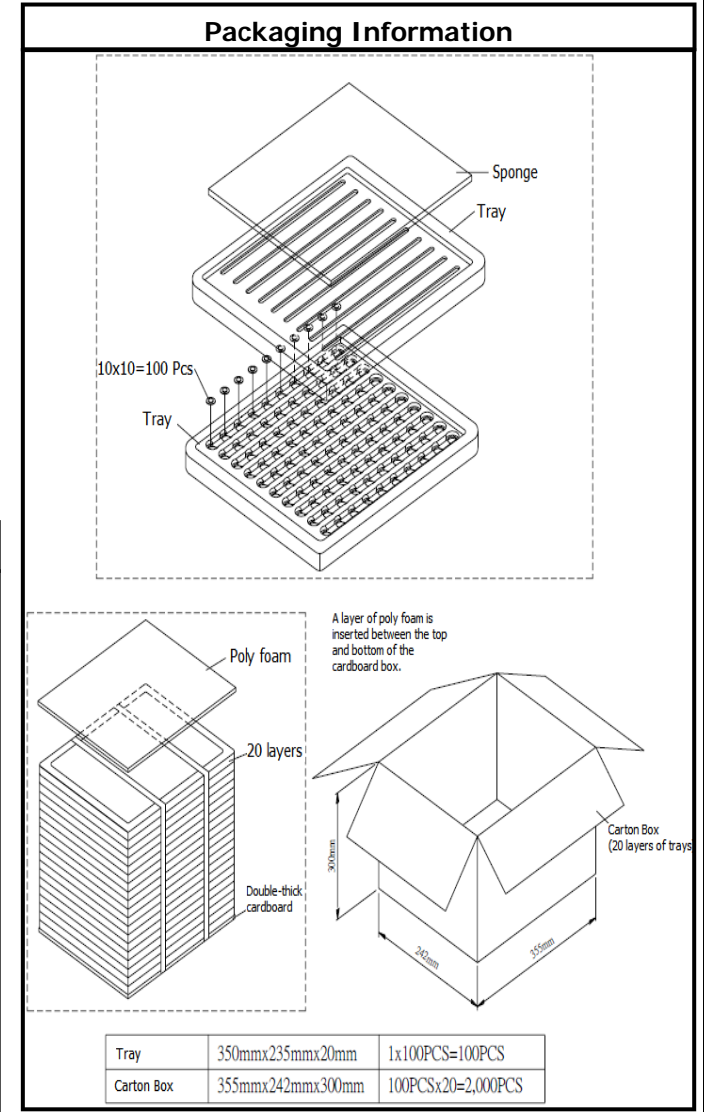 Packaging Information
Sponge
Tray
10x10=100 Pcs
Tray
A layer of poly foam is
inserted between the top
and bottom of the
cardboard box.
Poly foam
20 layers
Double-thick
cardboard
Carton Box
(20 layers of trays
300mm
242mm
355mm
Tray 350mmx235mmx20mm 1x100PCS=100PCS
Carton Box 355mmx242mmx300mm 100PCSx20=2,000PCS